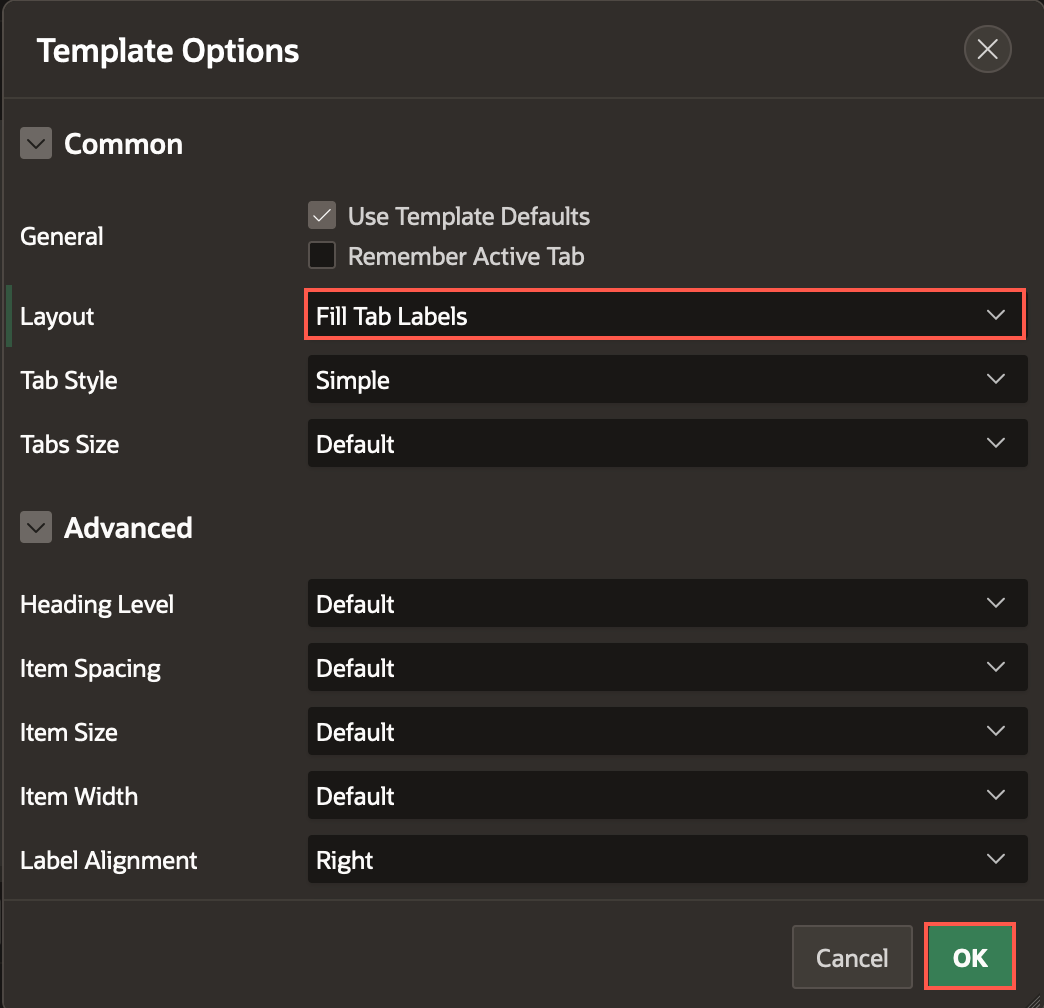 Template Options
Common
General
Use Template Defaults
Remember Active Tab
Layout Fill Tab Labels
Tab Style Simple
Tabs Size Default
Advanced
Heading Level Default
Item Spacing Default
Item Size Default
Item Width Default
Label Alignment Right
Cancel OK